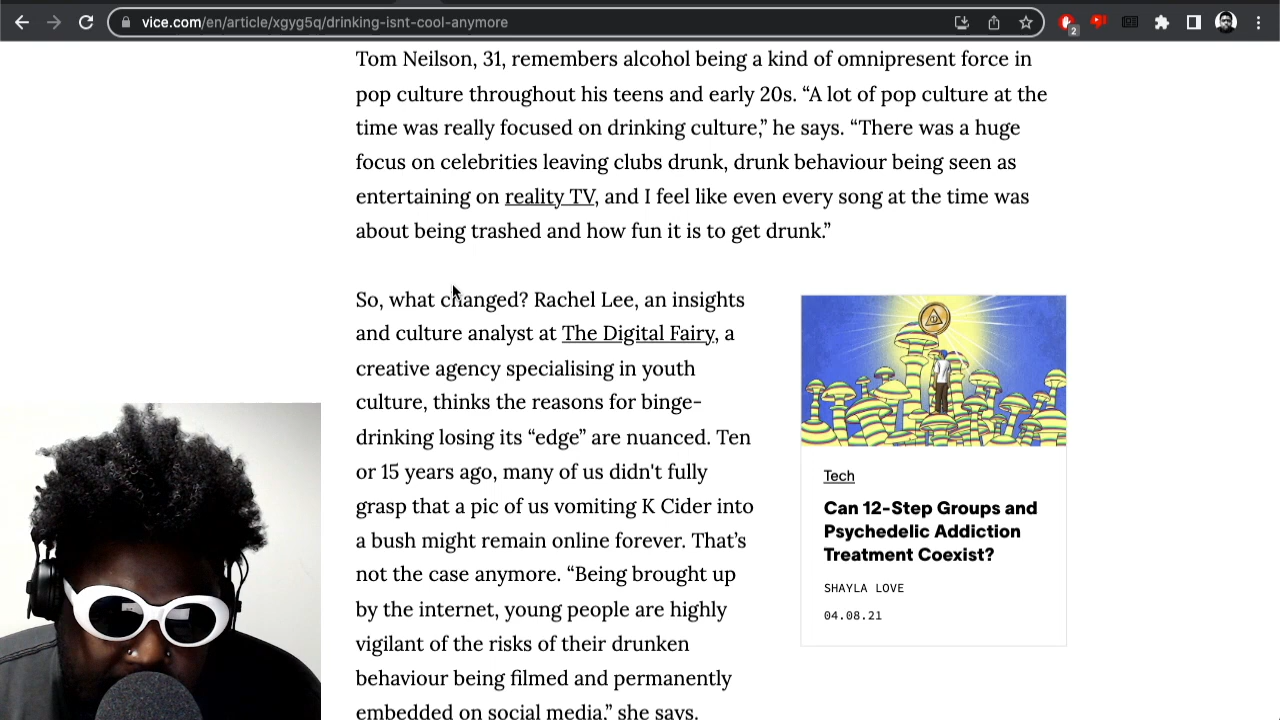 vice.com/en/article/xgyg5q/drinking-isnt-cool-anymore
2
Tom Neilson, 31, remembers alcohol being a kind of omnipresent force in
pop culture throughout his teens and early 20s. “A lot of pop culture at the
time was really focused on drinking culture,” he says. “There was a huge
focus on celebrities leaving clubs drunk, drunk behaviour being seen as
entertaining on reality TV, and I feel like even every song at the time was
about being trashed and how fun it is to get drunk.”
So, what changed? Rachel Lee, an insights
and culture analyst at The Digital Fairy, a
creative agency specialising in youth
culture, thinks the reasons for binge-
drinking losing its “edge” are nuanced. Ten
or 15 years ago, many of us didn't fully
grasp that a pic of us vomiting K Cider into
a bush might remain online forever. That’s
not the case anymore. “Being brought up
by the internet, young people are highly
vigilant of the risks of their drunken
behaviour being filmed and permanently
embedded on social media,” she says.
Tech
Can 12-Step Groups and
Psychedelic Addiction
Treatment Coexist?
SHAYLA LOVE
04.08.21